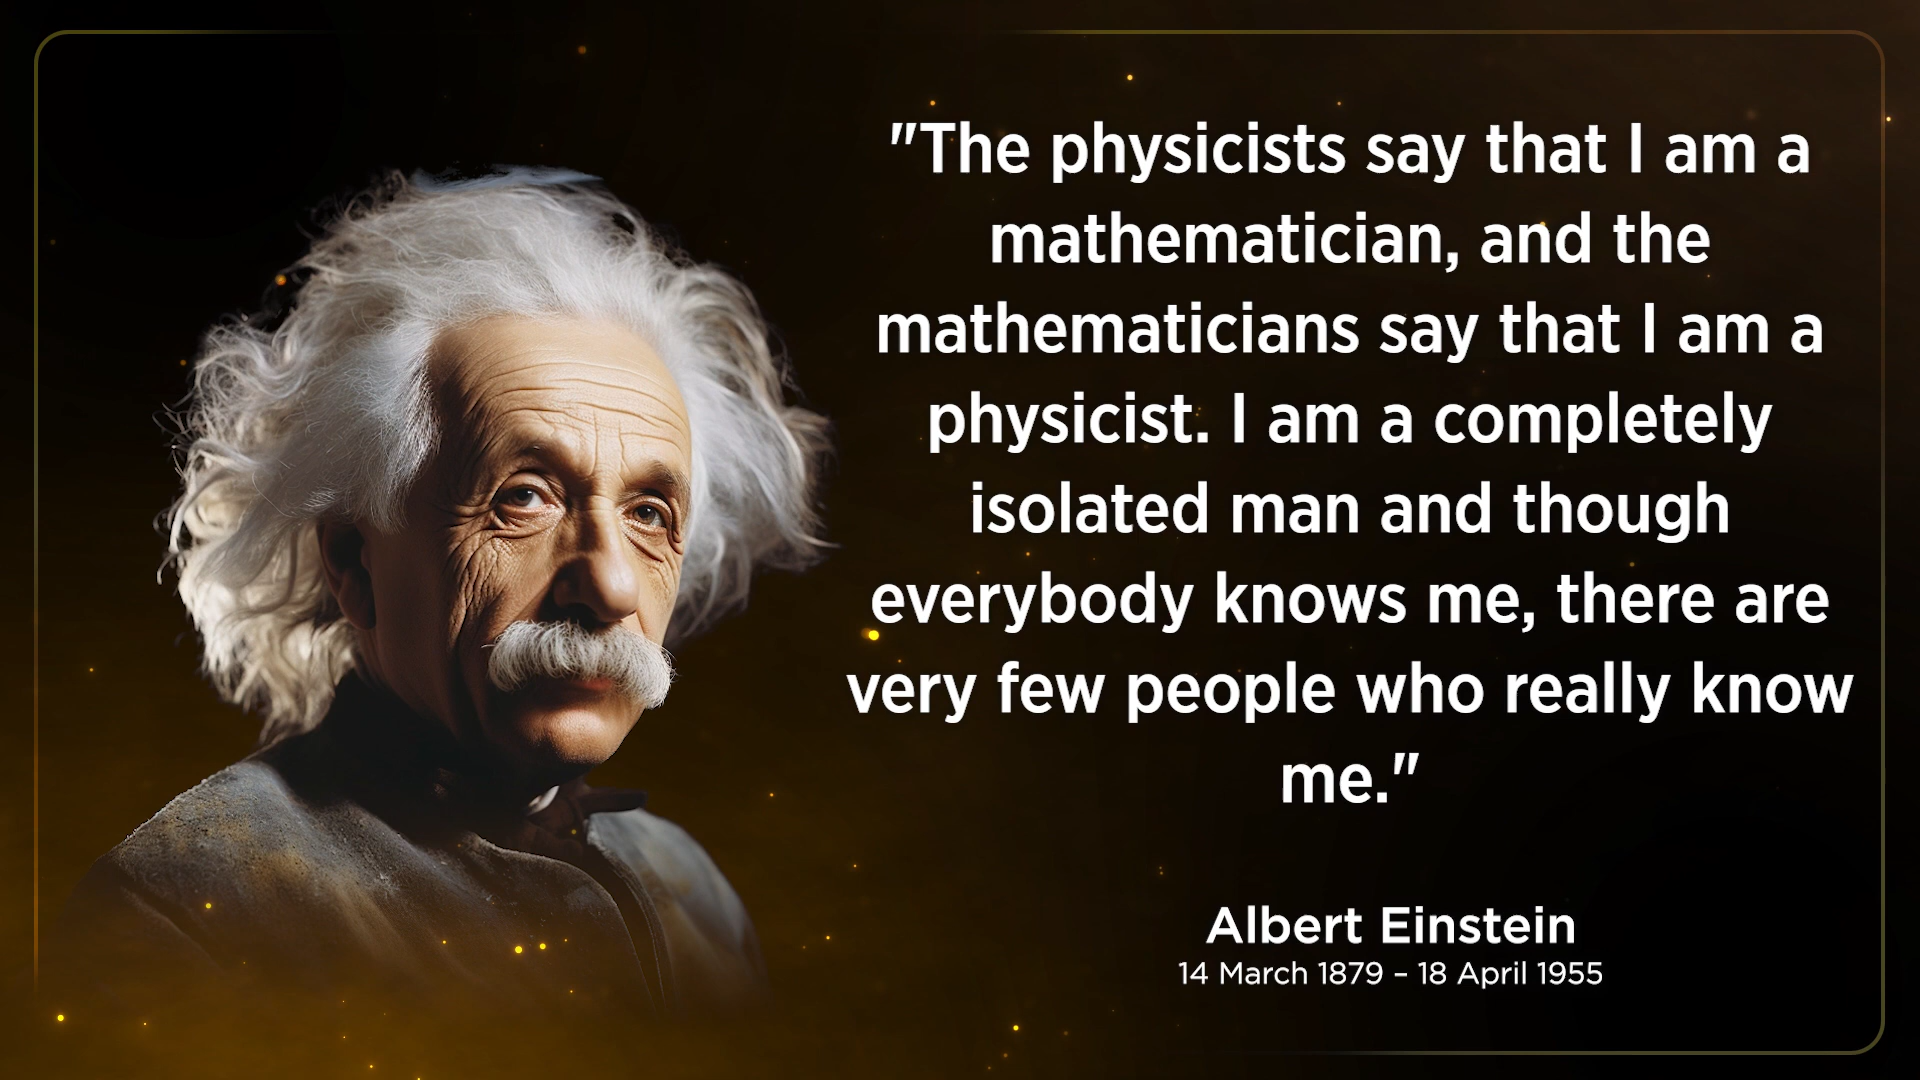 "The physicists say that I am a
mathematician, and the
mathematicians say that I am a
physicist. I am a completely
isolated man and though
everybody knows me, there are
very few people who really know
me."
Albert Einstein
14 March 1879 – 18 April 1955